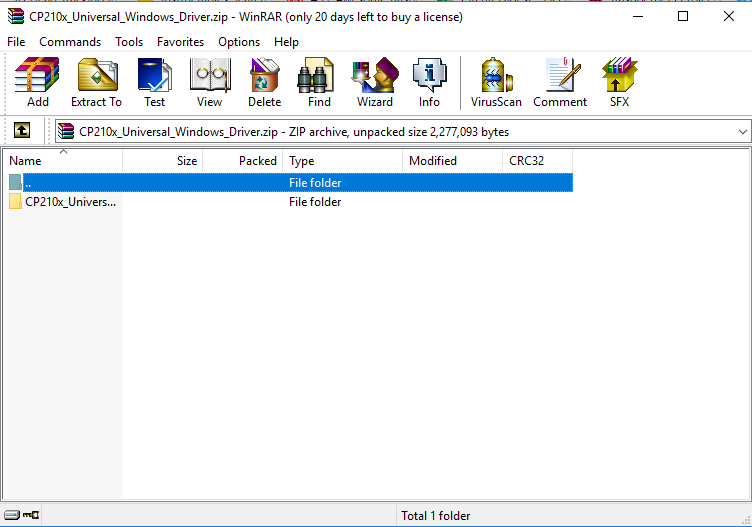 CP210x_Universal_Windows_Driver.zip - WinRAR (only 20 days left to buy a license)
File Commands Tools Favorites Options Help
Add Extract To Test View Delete Find Wizard Info VirusScan Comment SFX
CP210x_Universal_Windows_Driver.zip - ZIP archive, unpacked size 2,277,093 bytes
Name Size Packed Type Modified CRC32
.. File folder
CP210x_Univers... File folder
Total 1 folder